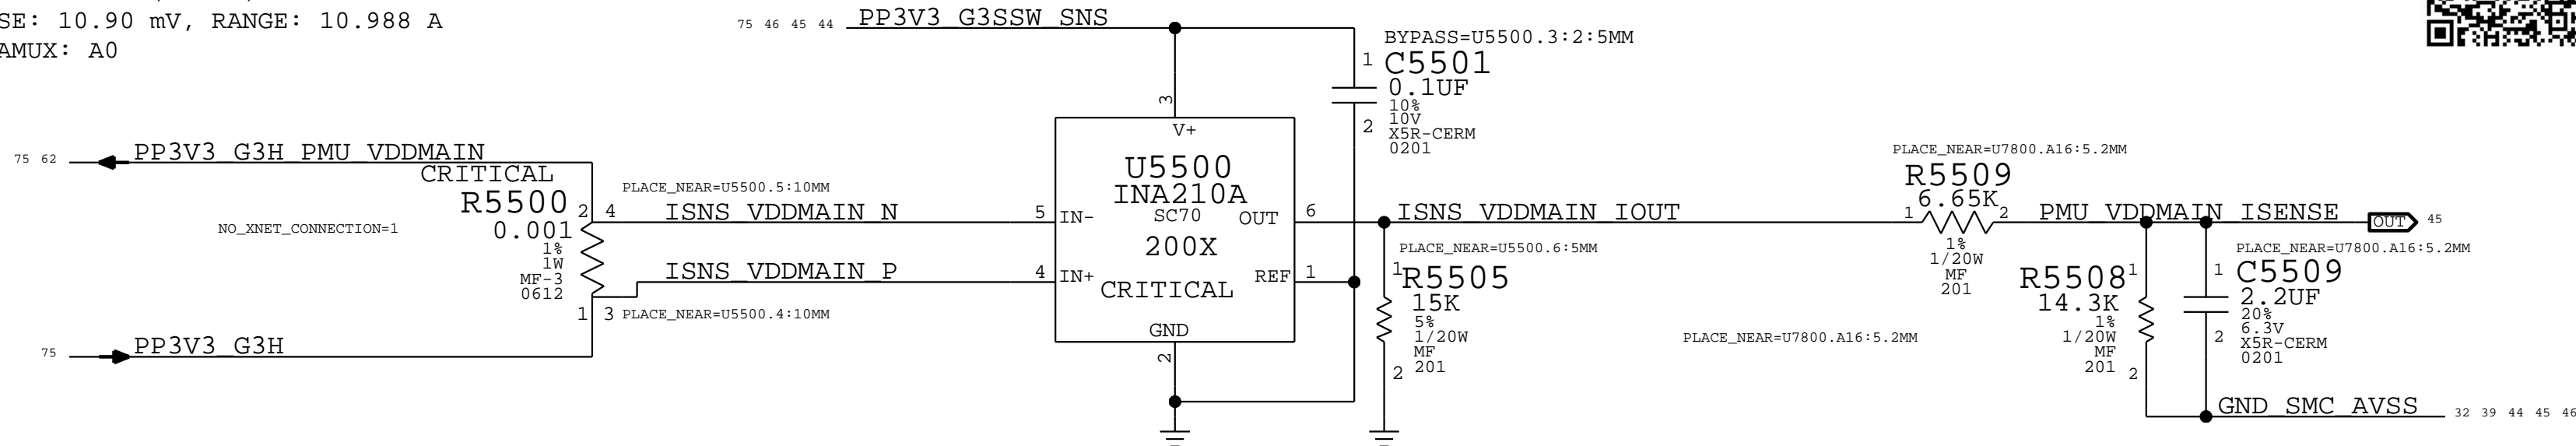 SE: 10.90 mV, RANGE: 10.988 A
AMUX: A0
75 46 45 44 PP3V3_G3SSW_SNS
BYPASS=U5500.3:2:5MM
1 C5501
0.1UF
10%
10V
2 X5R-CERM
0201
3
V+
U5500
INA210A
SC70
200X
CRITICAL
5 IN-
4 IN+
OUT 6
REF 1
GND
2
75 62 PP3V3_G3H_PMU_VDDMAIN
CRITICAL
R5500
0.001
1%
1W
MF-3
0612
2 4
1 3
NO_XNET_CONNECTION=1
PLACE_NEAR=U5500.5:10MM
ISNS_VDDMAIN_N
ISNS_VDDMAIN_P
PLACE_NEAR=U5500.4:10MM
75 PP3V3_G3H
ISNS_VDDMAIN_IOUT
PLACE_NEAR=U5500.6:5MM
1 R5505
15K
5%
1/20W
MF
201
2
PLACE_NEAR=U7800.A16:5.2MM
R5509
6.65K
1 2
1%
1/20W
MF
201
PMU_VDDMAIN_ISENSE
OUT 45
PLACE_NEAR=U7800.A16:5.2MM
R5508 1
14.3K
1%
1/20W
MF
201
2
PLACE_NEAR=U7800.A16:5.2MM
1 C5509
2.2UF
20%
6.3V
2 X5R-CERM
0201
GND_SMC_AVSS 32 39 44 45 46